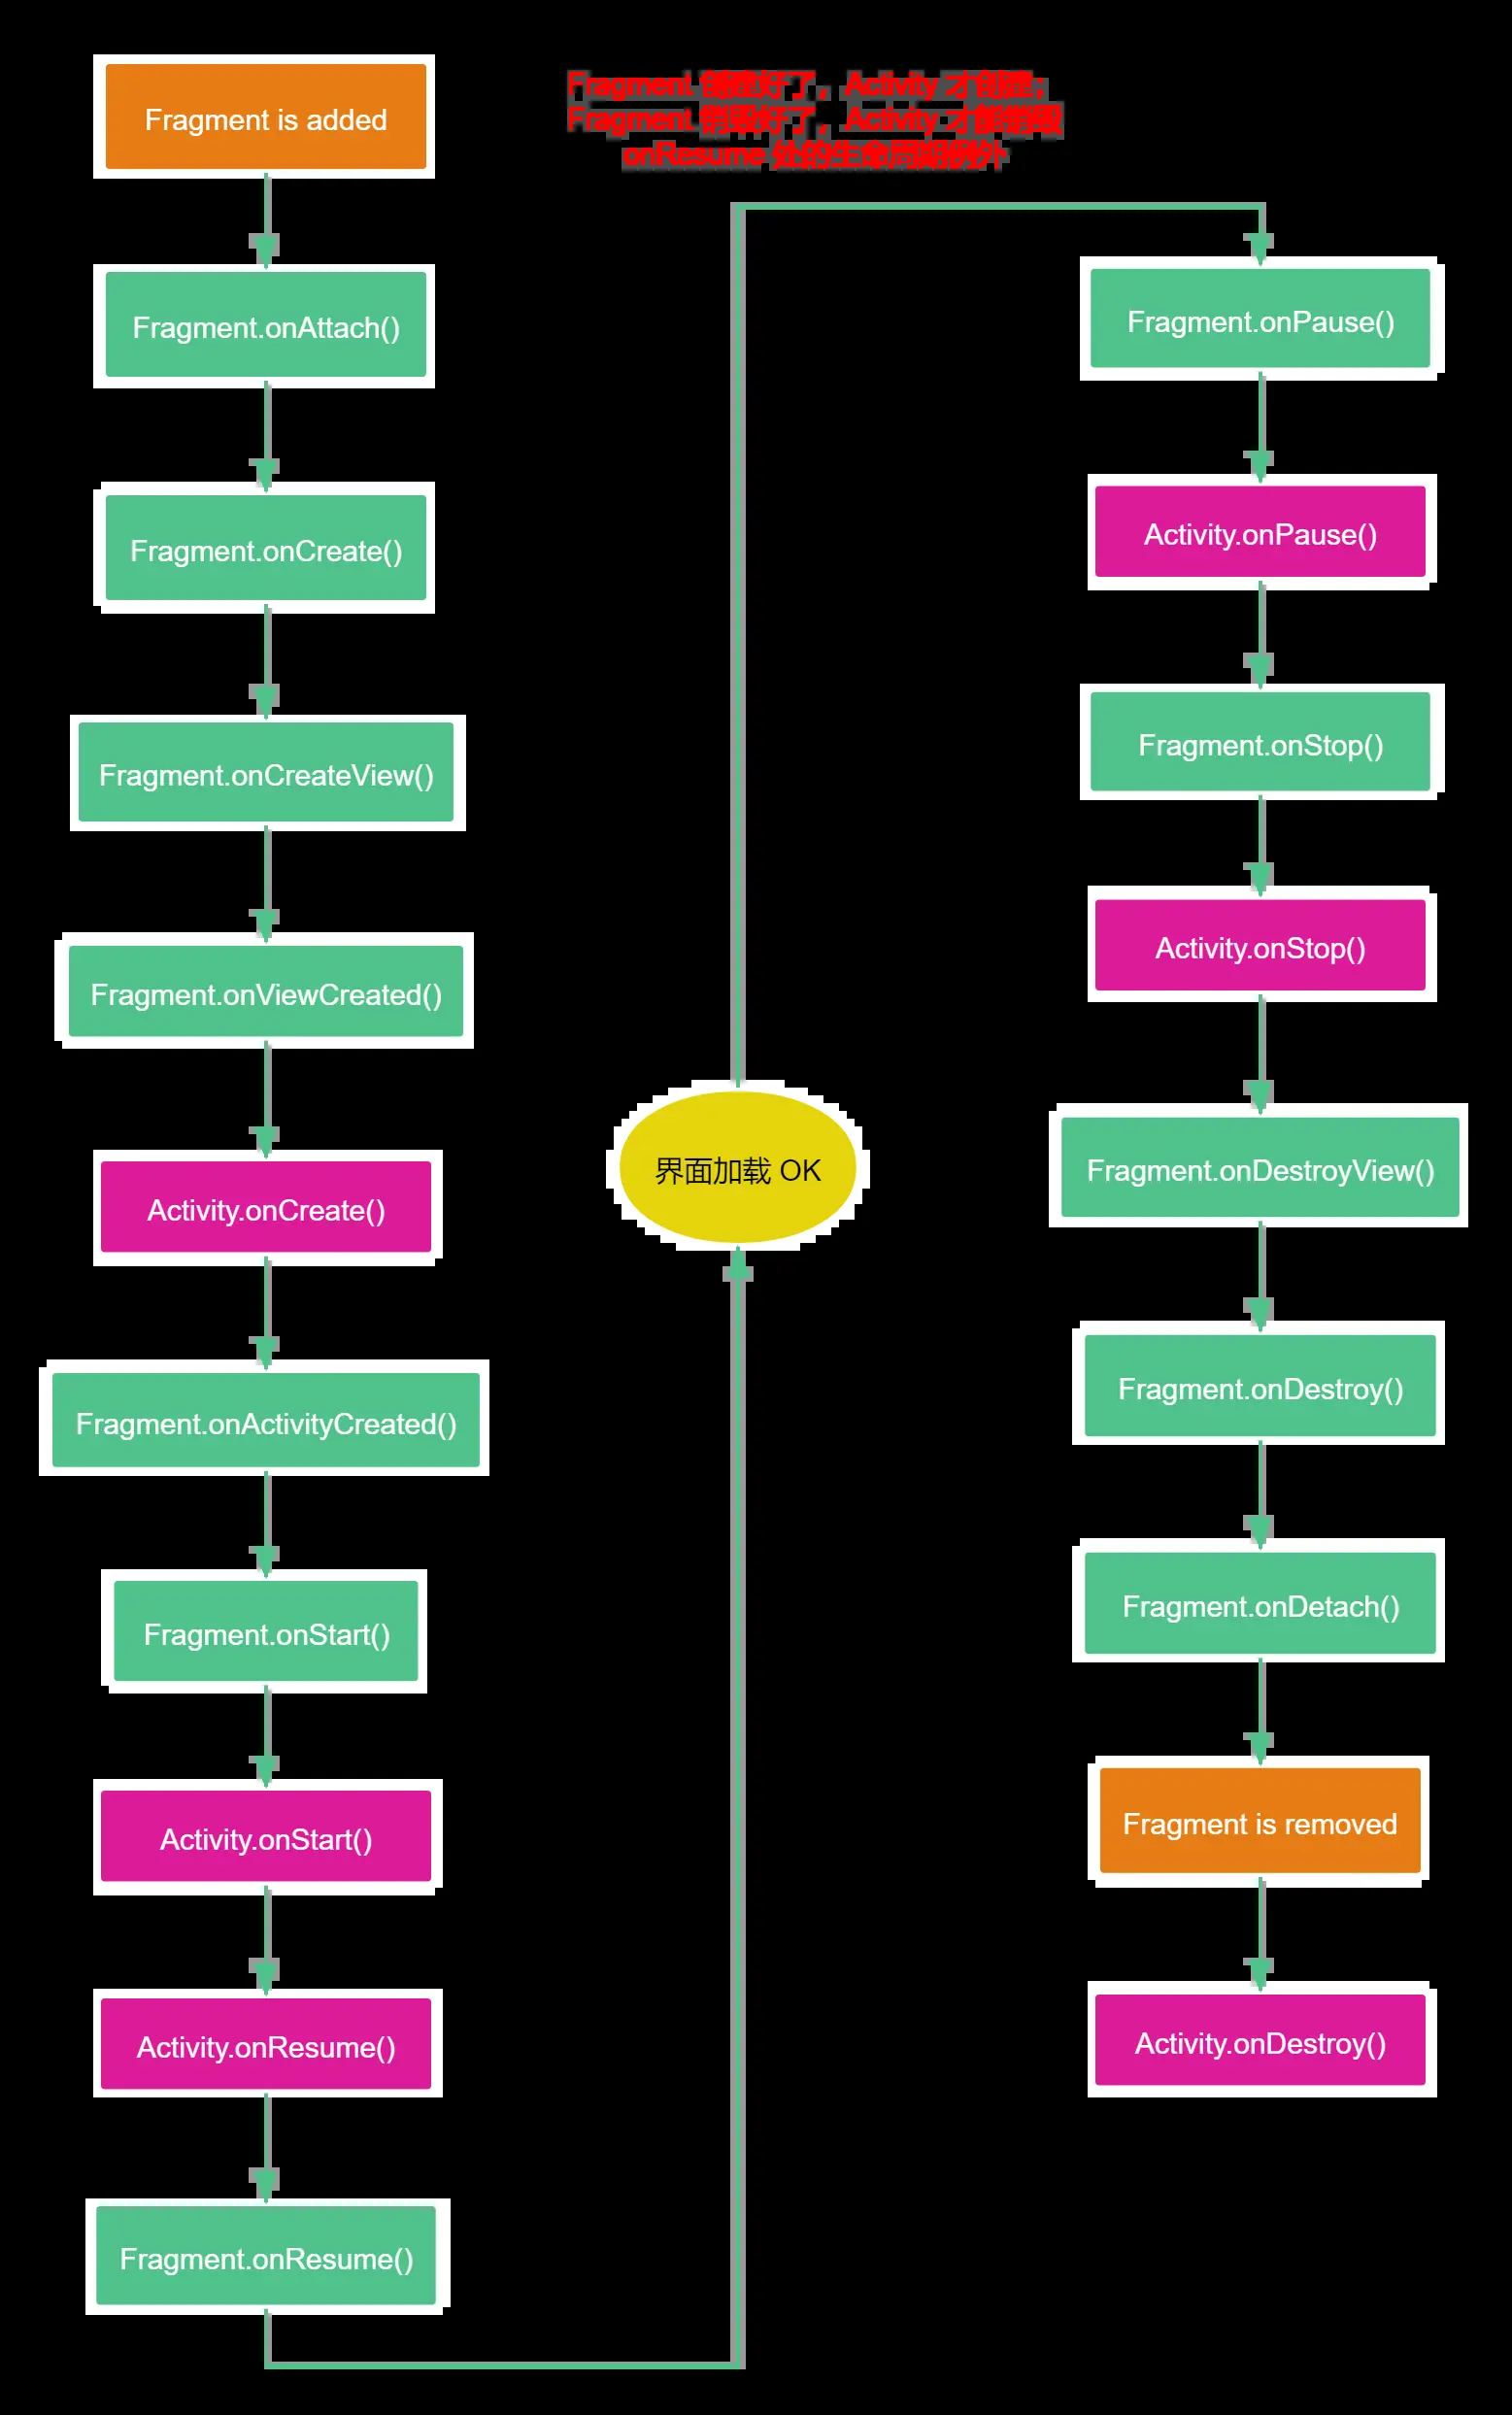 Fragment is added
Fragment.onAttach()
Fragment.onCreate()
Fragment.onCreateView()
Fragment.onViewCreated()
Activity.onCreate()
Fragment.onActivityCreated()
Fragment.onStart()
Activity.onStart()
Activity.onResume()
Fragment.onResume()
Fragment 创建好了，Activity 才创建；
Fragment 销毁好了，Activity 才能销毁
onResume 处的生命周期例外
界面加载 OK
Fragment.onPause()
Activity.onPause()
Fragment.onStop()
Activity.onStop()
Fragment.onDestroyView()
Fragment.onDestroy()
Fragment.onDetach()
Fragment is removed
Activity.onDestroy()